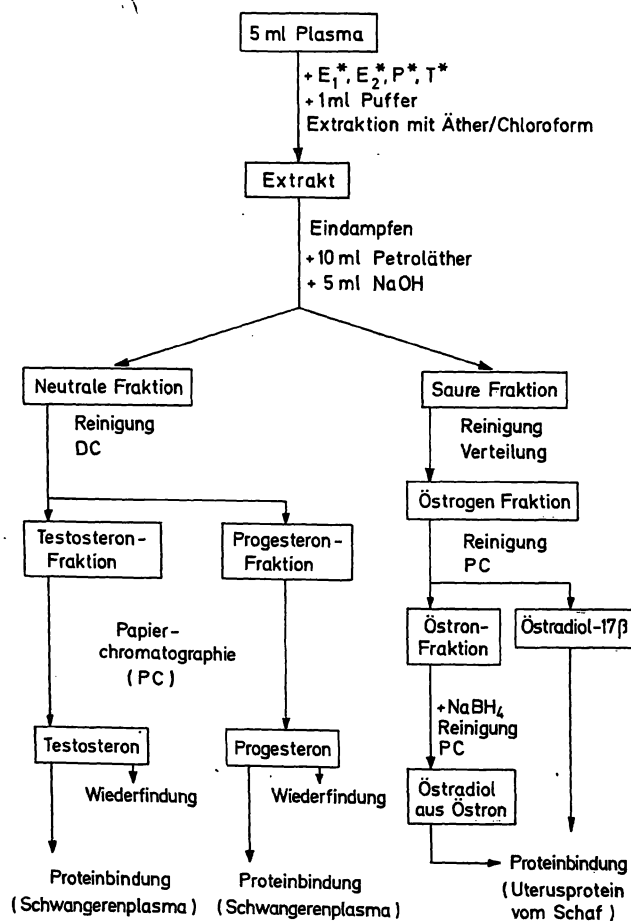 5 ml Plasma
+ E₁*, E₂*, P*, T*
+ 1ml Puffer
Extraktion mit Äther/Chloroform
Extrakt
Eindampfen
+ 10 ml Petroläther
+ 5 ml NaOH
Neutrale Fraktion
Reinigung
DC
Testosteron-
Fraktion
Progesteron-
Fraktion
Papier-
chromatographie
(PC)
Testosteron
Wiederfindung
Proteinbindung
(Schwangerenplasma)
Progesteron
Wiederfindung
Proteinbindung
(Schwangerenplasma)
Saure Fraktion
Reinigung
Verteilung
Östrogen Fraktion
Reinigung
PC
Östron-
Fraktion
Östradiol-17β
+NaBH₄
Reinigung
PC
Östradiol
aus Östron
Proteinbindung
(Uterusprotein
vom Schaf)